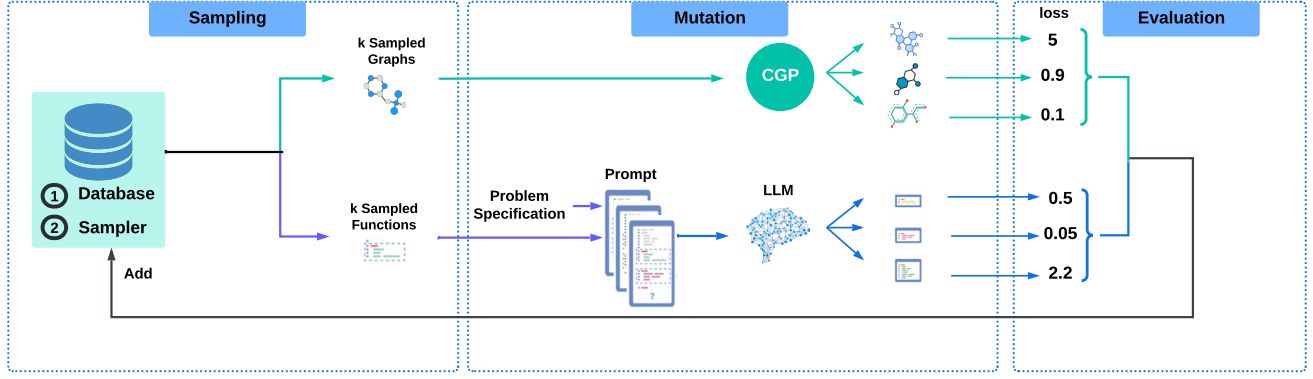 Sampling
Mutation
Evaluation
loss
k Sampled
Graphs
CGP
5
0.9
0.1
1 Database
2 Sampler
k Sampled
Functions
Problem
Specification
Prompt
?
LLM
0.5
0.05
2.2
Add